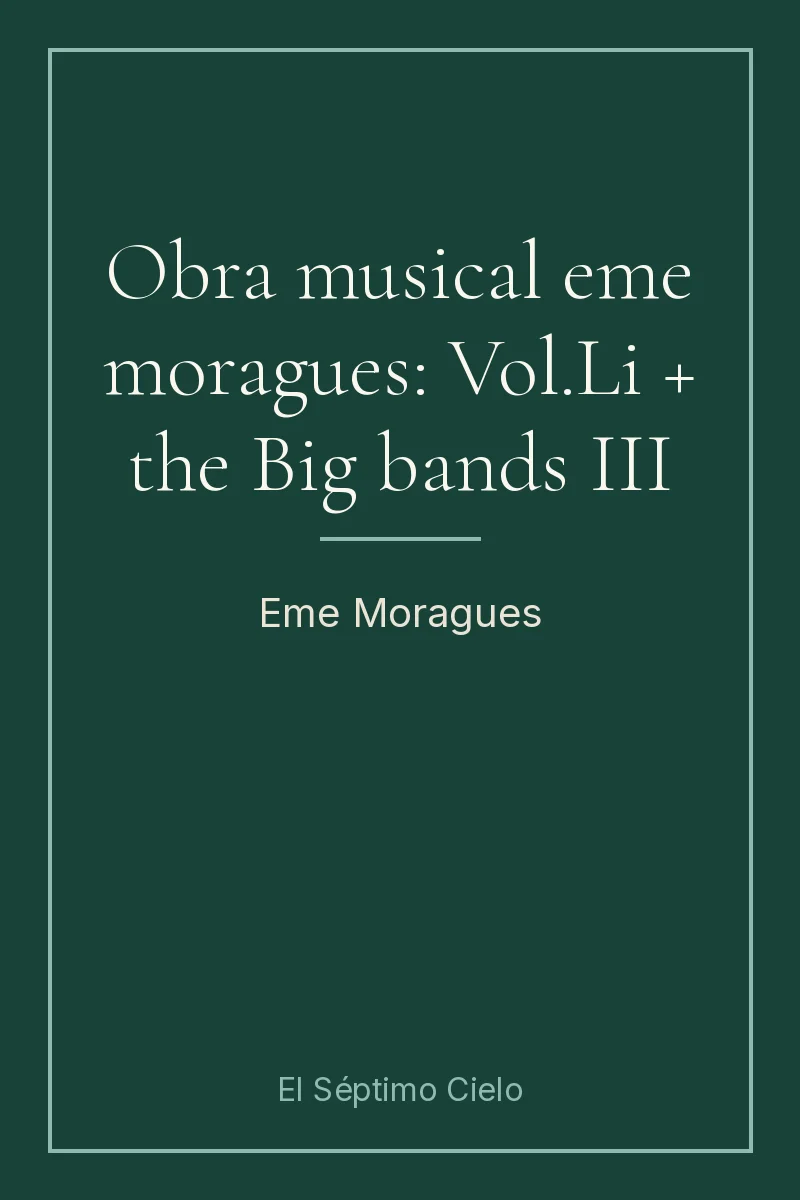 Obra musical eme
moragues: Vol.Li +
the Big bands III
Eme Moragues
El Séptimo Cielo